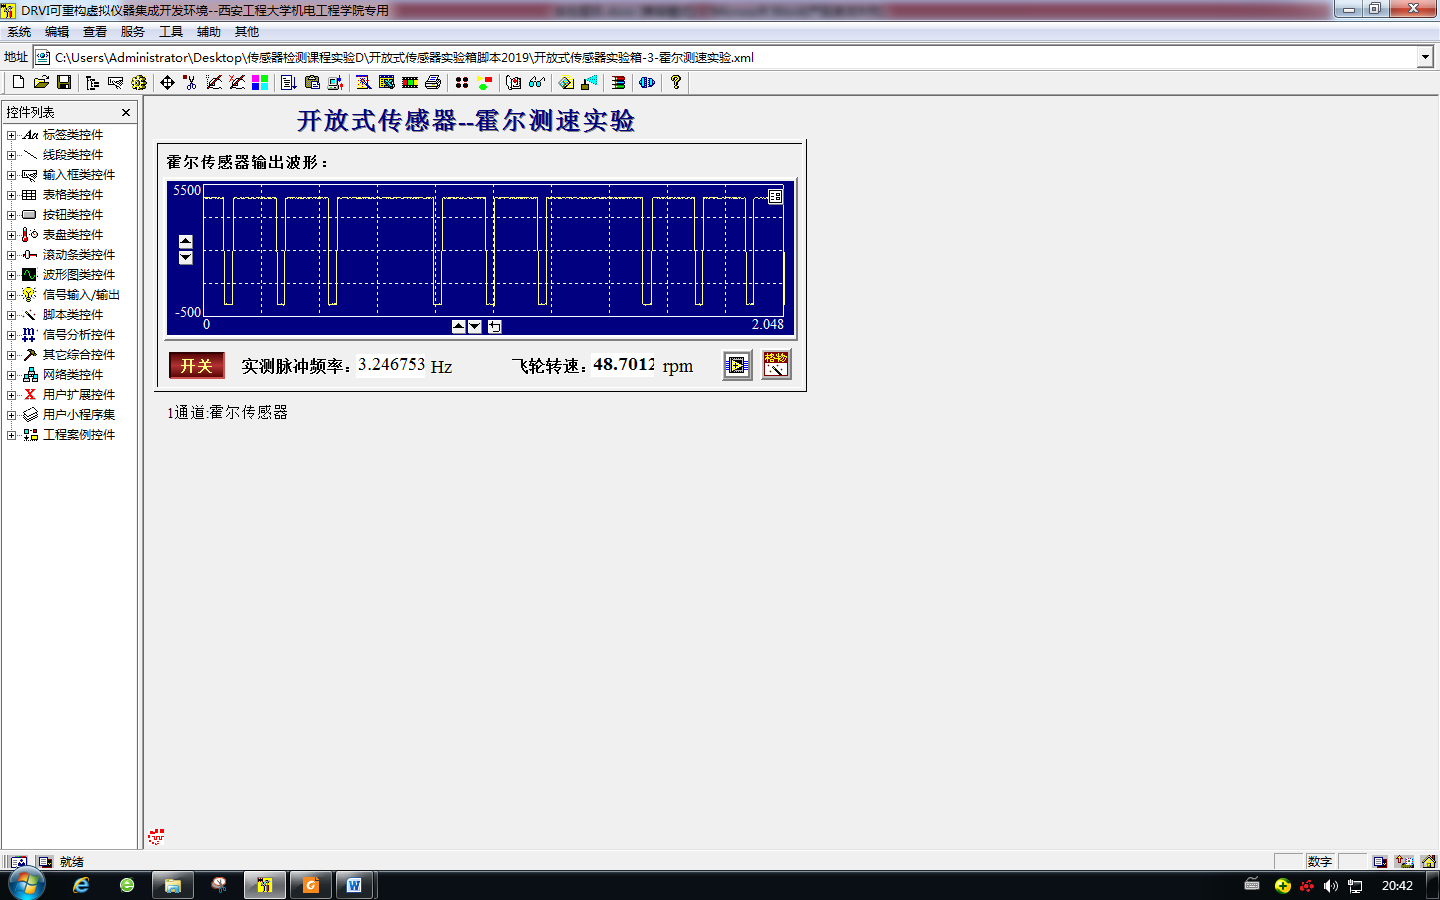 DRVI可重构虚拟仪器集成开发环境--西安工程大学机电工程学院专用
系统 编辑 查看 服务 工具 辅助 其他
地址 C:\Users\Administrator\Desktop\传感器检测课程实验D\开放式传感器实验箱脚本2019\开放式传感器实验箱-3-霍尔测速实验.xml
控件列表
标签类控件
线段类控件
输入框类控件
表格类控件
按钮类控件
表盘类控件
滚动条类控件
波形图类控件
信号输入/输出
脚本类控件
信号分析控件
其它综合控件
网络类控件
用户扩展控件
用户小程序集
工程案例控件
开放式传感器--霍尔测速实验
霍尔传感器输出波形：
5500
-500
0 2.048
开关 实测脉冲频率： 3.246753 Hz 飞轮转速： 48.7012 rpm 格物
1通道:霍尔传感器
就绪 数字
20:42